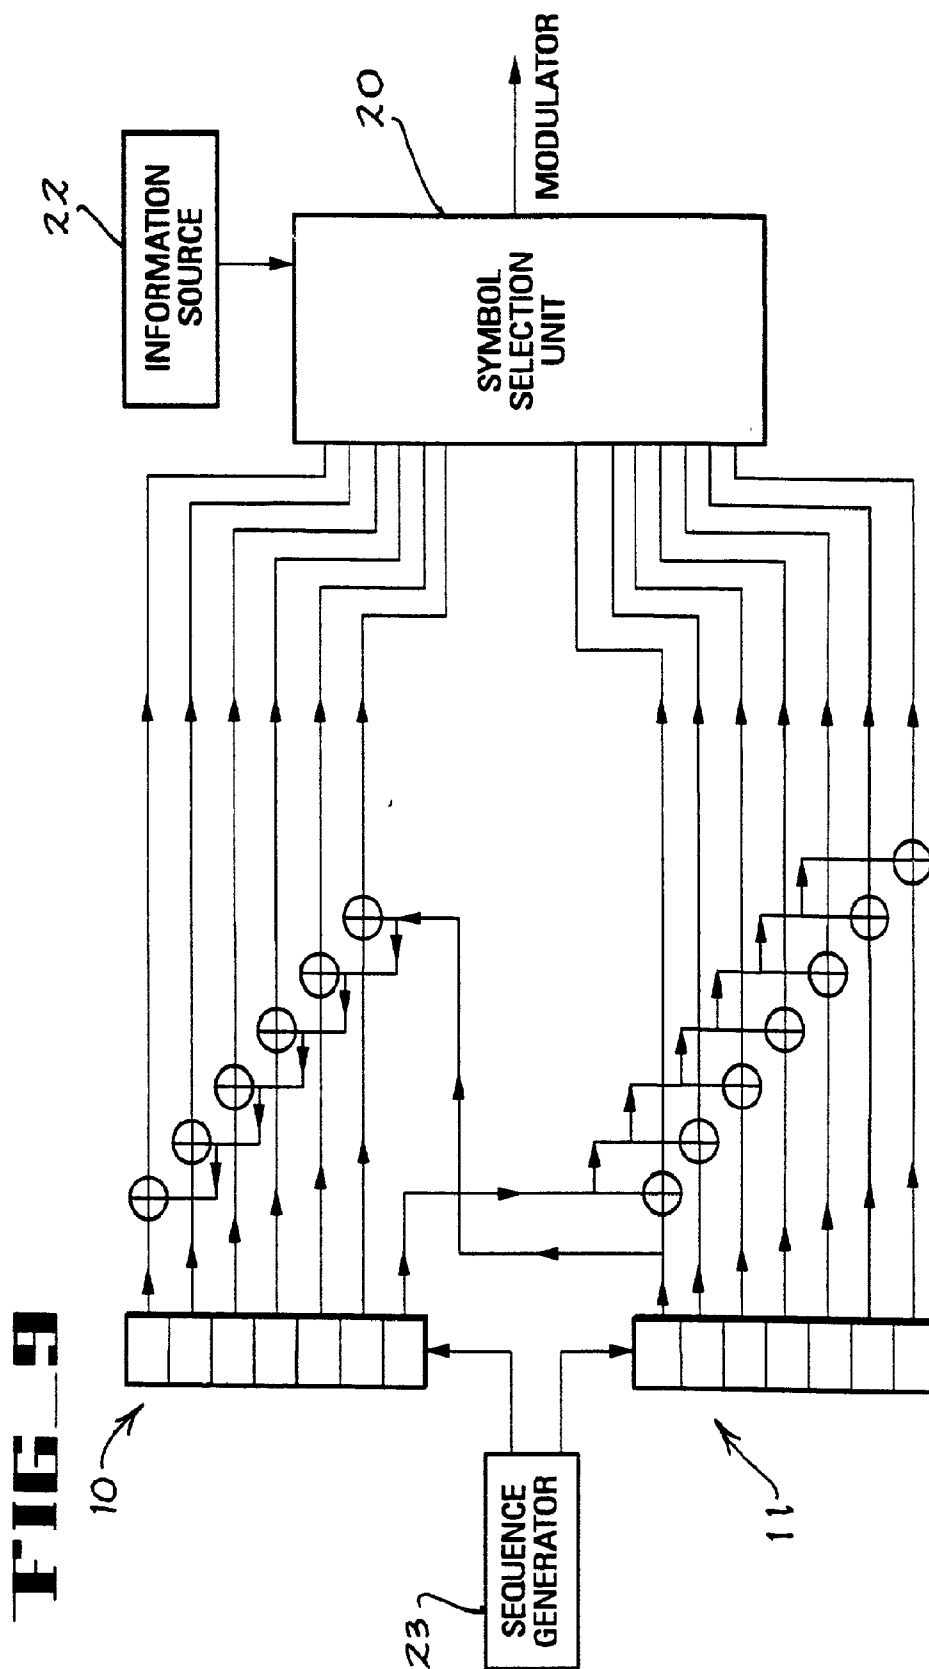 FIG_9
22
INFORMATION
SOURCE
20
MODULATOR
SYMBOL
SELECTION
UNIT
10
11
23
SEQUENCE
GENERATOR